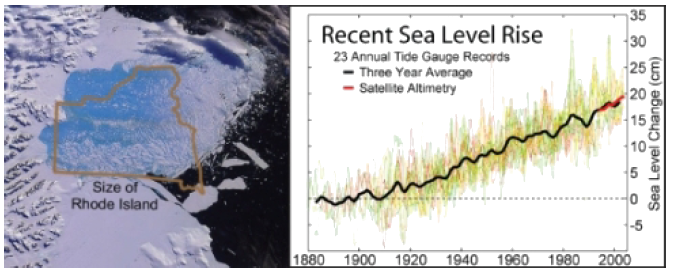 Size of
Rhode Island
Recent Sea Level Rise
23 Annual Tide Gauge Records
Three Year Average
Satellite Altimetry
35
30
25
20
15
10
5
0
-5
Sea Level Change (cm)
1880 1900 1920 1940 1960 1980 2000